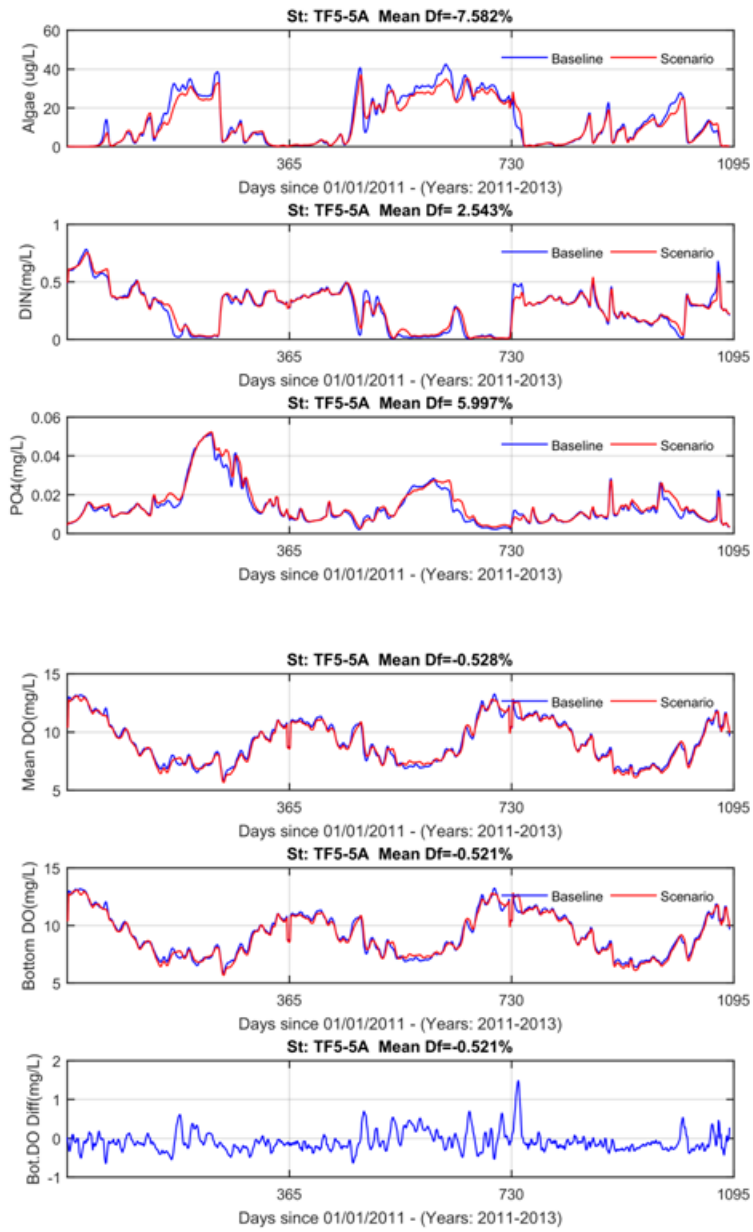 St: TF5-5A Mean Df=-7.582%
60
40
20
0
Algae (ug/L)
Baseline Scenario
365 730 1095
Days since 01/01/2011 - (Years: 2011-2013)
St: TF5-5A Mean Df= 2.543%
1
0.5
0
DIN(mg/L)
Baseline Scenario
365 730 1095
Days since 01/01/2011 - (Years: 2011-2013)
St: TF5-5A Mean Df= 5.997%
0.06
0.04
0.02
0
PO4(mg/L)
Baseline Scenario
365 730 1095
Days since 01/01/2011 - (Years: 2011-2013)
St: TF5-5A Mean Df=-0.528%
15
10
5
Mean DO(mg/L)
Baseline Scenario
365 730 1095
Days since 01/01/2011 - (Years: 2011-2013)
St: TF5-5A Mean Df=-0.521%
15
10
5
Bottom DO(mg/L)
Baseline Scenario
365 730 1095
Days since 01/01/2011 - (Years: 2011-2013)
St: TF5-5A Mean Df=-0.521%
2
1
0
-1
Bot.DO Diff(mg/L)
365 730 1095
Days since 01/01/2011 - (Years: 2011-2013)